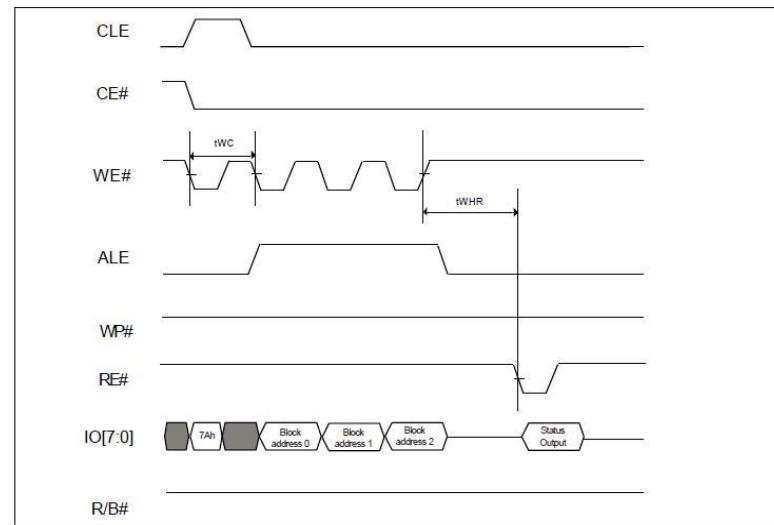 CLE
CE#
tWC
WE#
tWHR
ALE
WP#
RE#
IO[7:0]
7Ah
Block
address 0
Block
address 1
Block
address 2
Status
Output
R/B#